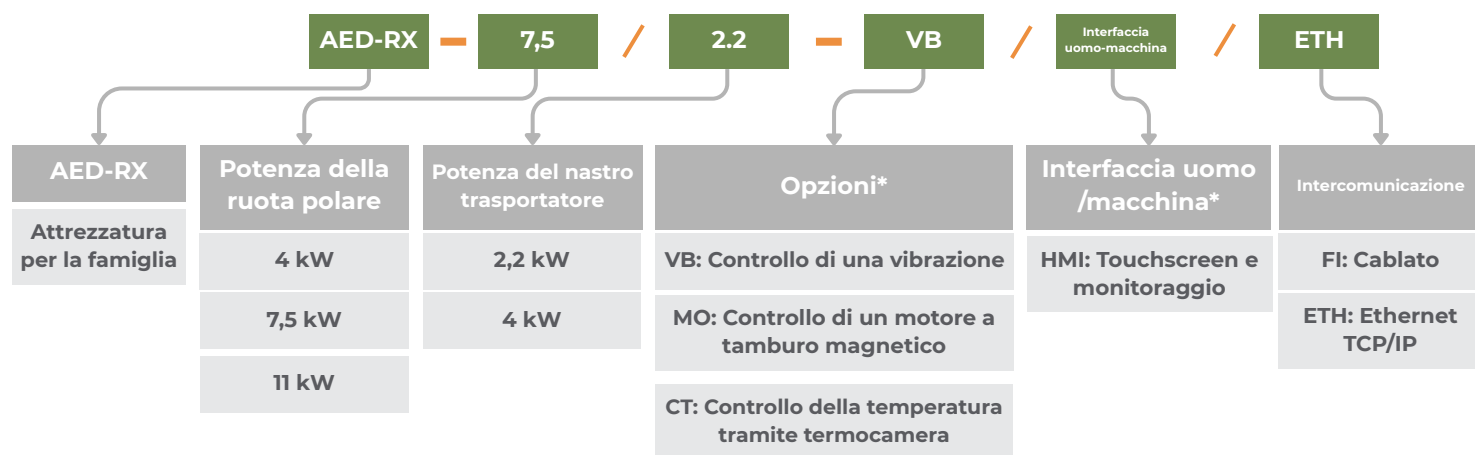 AED-RX – 7,5 / 2.2 – VB / Interfaccia uomo-macchina / ETH
AED-RX
Attrezzatura
per la famiglia
Potenza della
ruota polare
4 kW
7,5 kW
11 kW
Potenza del nastro
trasportatore
2,2 kW
4 kW
Opzioni*
VB: Controllo di una vibrazione
MO: Controllo di un motore a
tamburo magnetico
CT: Controllo della temperatura
tramite termocamera
Interfaccia uomo
/macchina*
HMI: Touchscreen e
monitoraggio
Intercomunicazione
FI: Cablato
ETH: Ethernet
TCP/IP